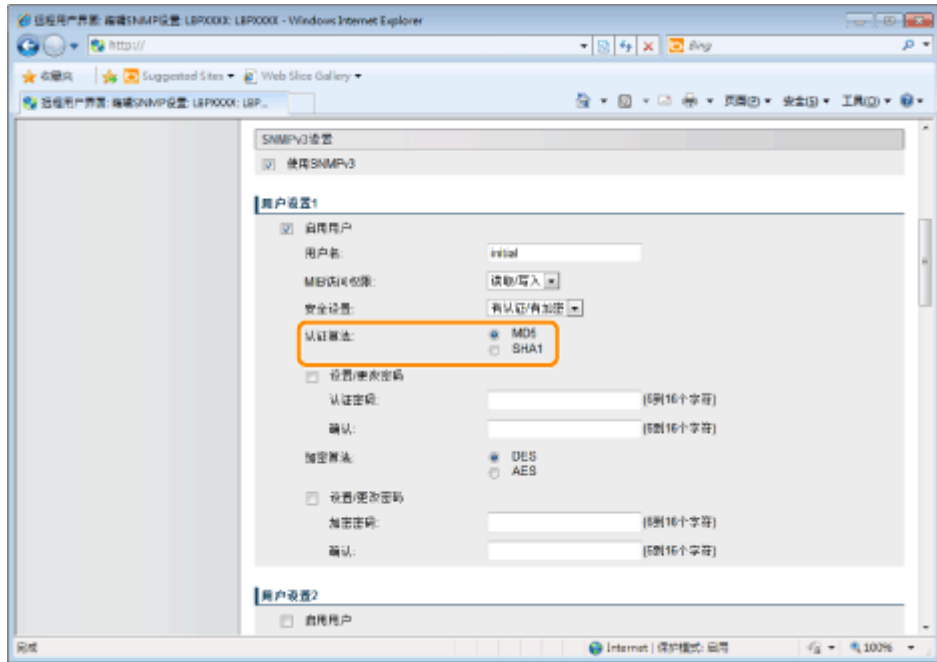 远程用户界面: 编辑SNMP设置: LBPXXXX: LBPXXXX - Windows Internet Explorer
http://
Bing
收藏夹 Suggested Sites Web Slice Gallery
远程用户界面: 编辑SNMP设置: LBPXXXX: LBP...
页面(P) 安全(S) 工具(O)
SNMPv3设置
使用SNMPv3
用户设置1
启用用户
用户名: initial
MIB访问权限: 读取/写入
安全设置: 有认证/有加密
认证算法: MD5
SHA1
设置/更改密码
认证密码: (6到16个字符)
确认: (6到16个字符)
加密算法: DES
AES
设置/更改密码
加密密码: (6到16个字符)
确认: (6到16个字符)
用户设置2
启用用户
完成 Internet | 保护模式: 启用 100%